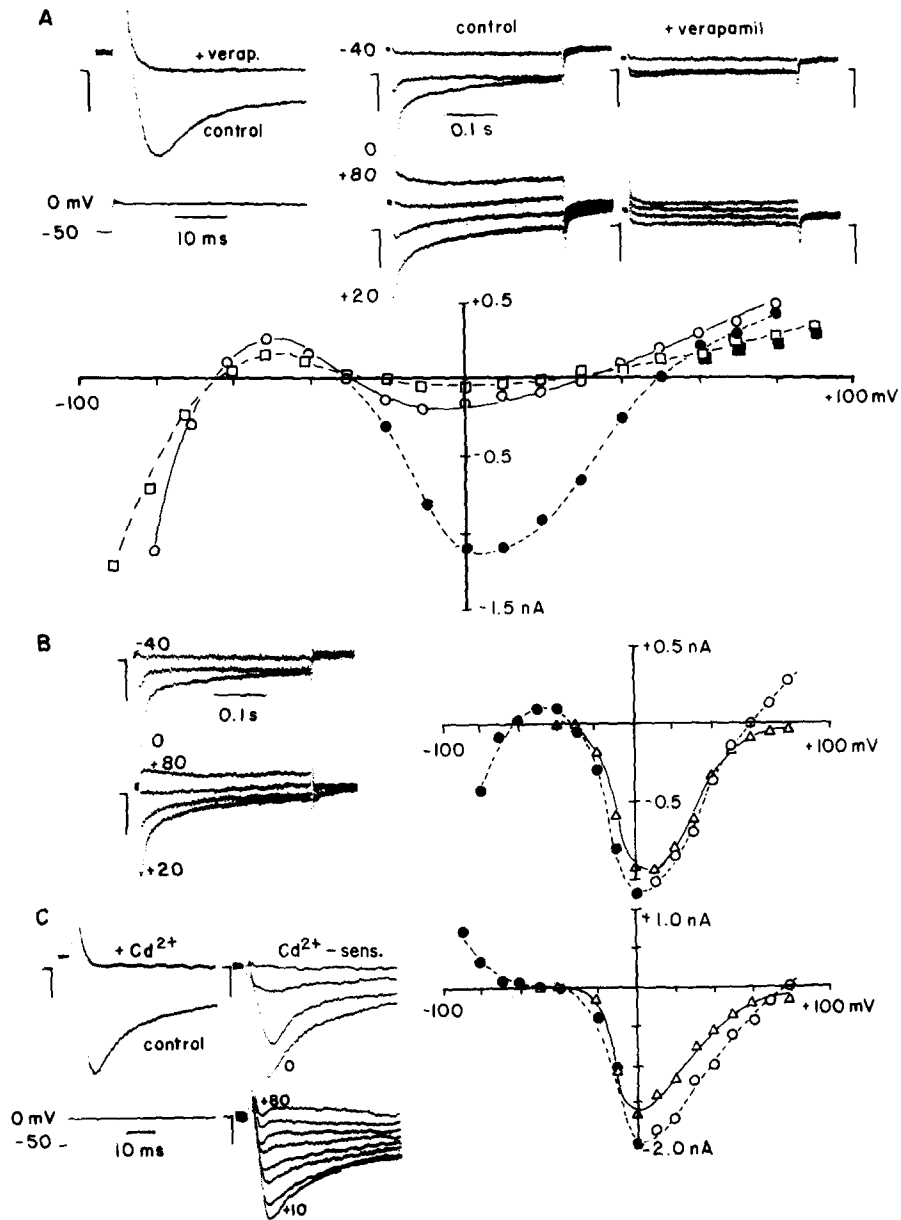 A
+ verap.
control
control
+ verapamil
-40
0.1 s
0
+80
+20
0 mV
-50
10 ms
+0.5
-100
+100 mV
-0.5
-1.5 nA
B
-40
0.1 s
0
+80
+20
+0.5 nA
-100
+100 mV
-0.5
C
+ Cd2+
Cd2+ - sens.
control
0
0 mV
-50
10 ms
+80
+10
+1.0 nA
-100
+100 mV
-2.0 nA